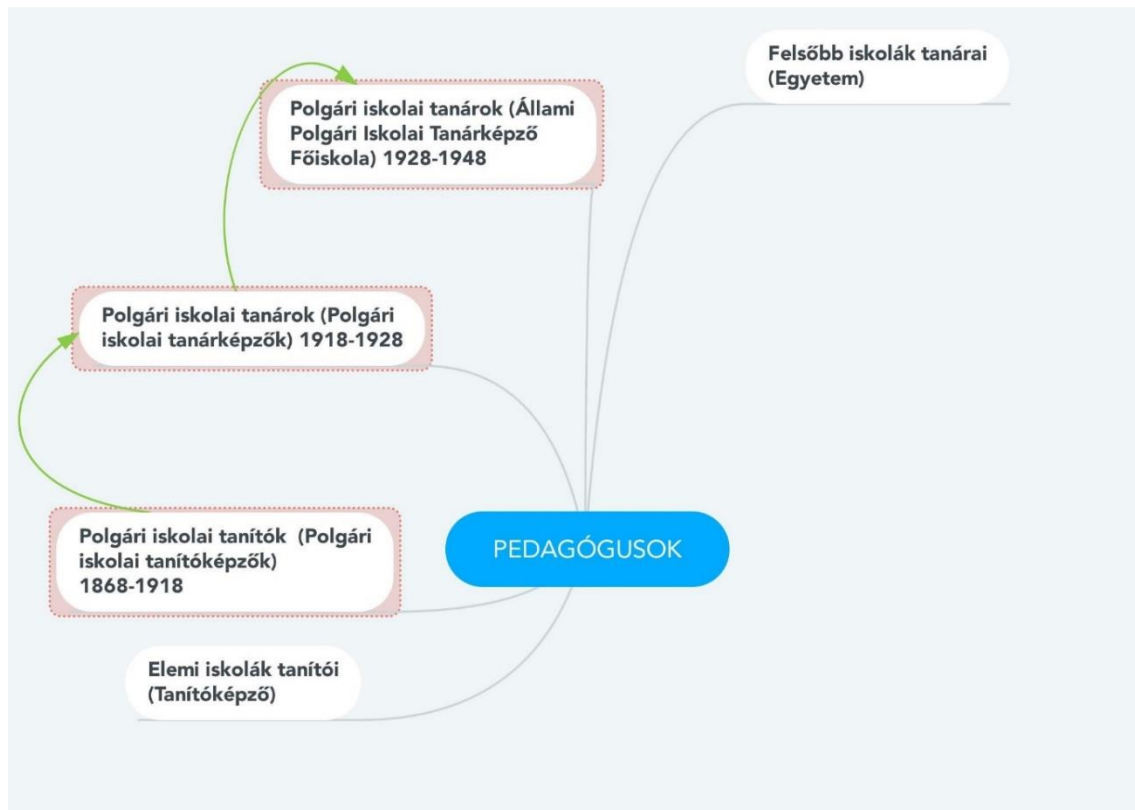 Felsőbb iskolák tanárai
(Egyetem)
Polgári iskolai tanárok (Állami
Polgári Iskolai Tanárképző
Főiskola) 1928-1948
Polgári iskolai tanárok (Polgári
iskolai tanárképzők) 1918-1928
Polgári iskolai tanítók (Polgári
iskolai tanítóképzők)
1868-1918
PEDAGÓGUSOK
Elemi iskolák tanítói
(Tanítóképző)